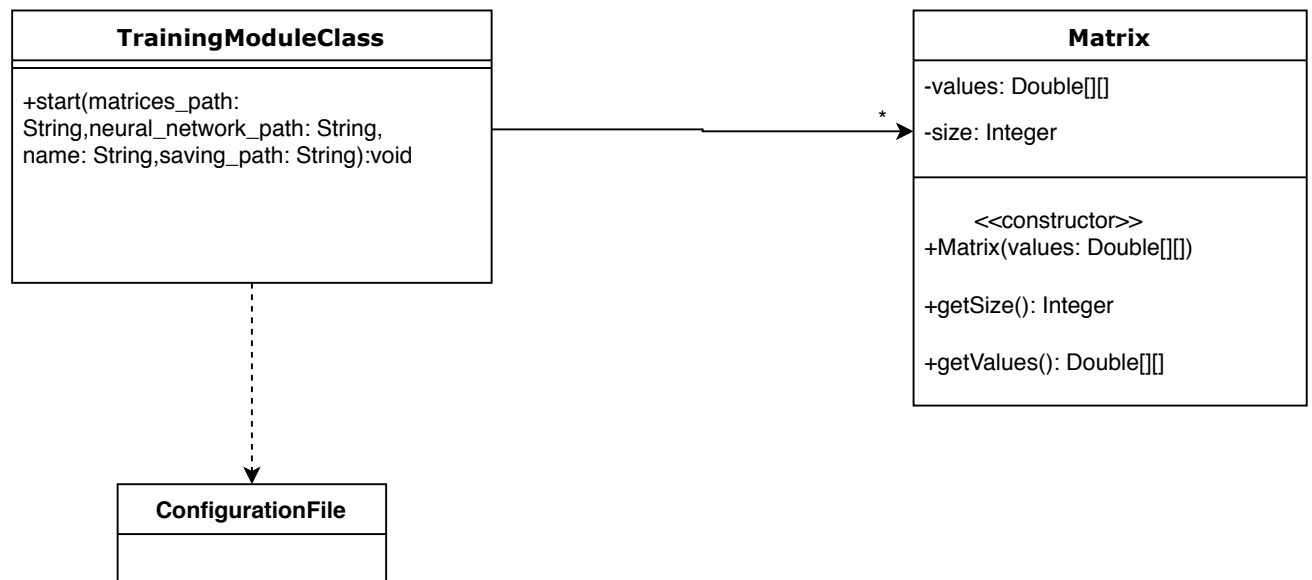 TrainingModuleClass
+start(matrices_path:
String,neural_network_path: String,
name: String,saving_path: String):void
*
Matrix
-values: Double[][]
-size: Integer
<<constructor>>
+Matrix(values: Double[][])
+getSize(): Integer
+getValues(): Double[][]
ConfigurationFile